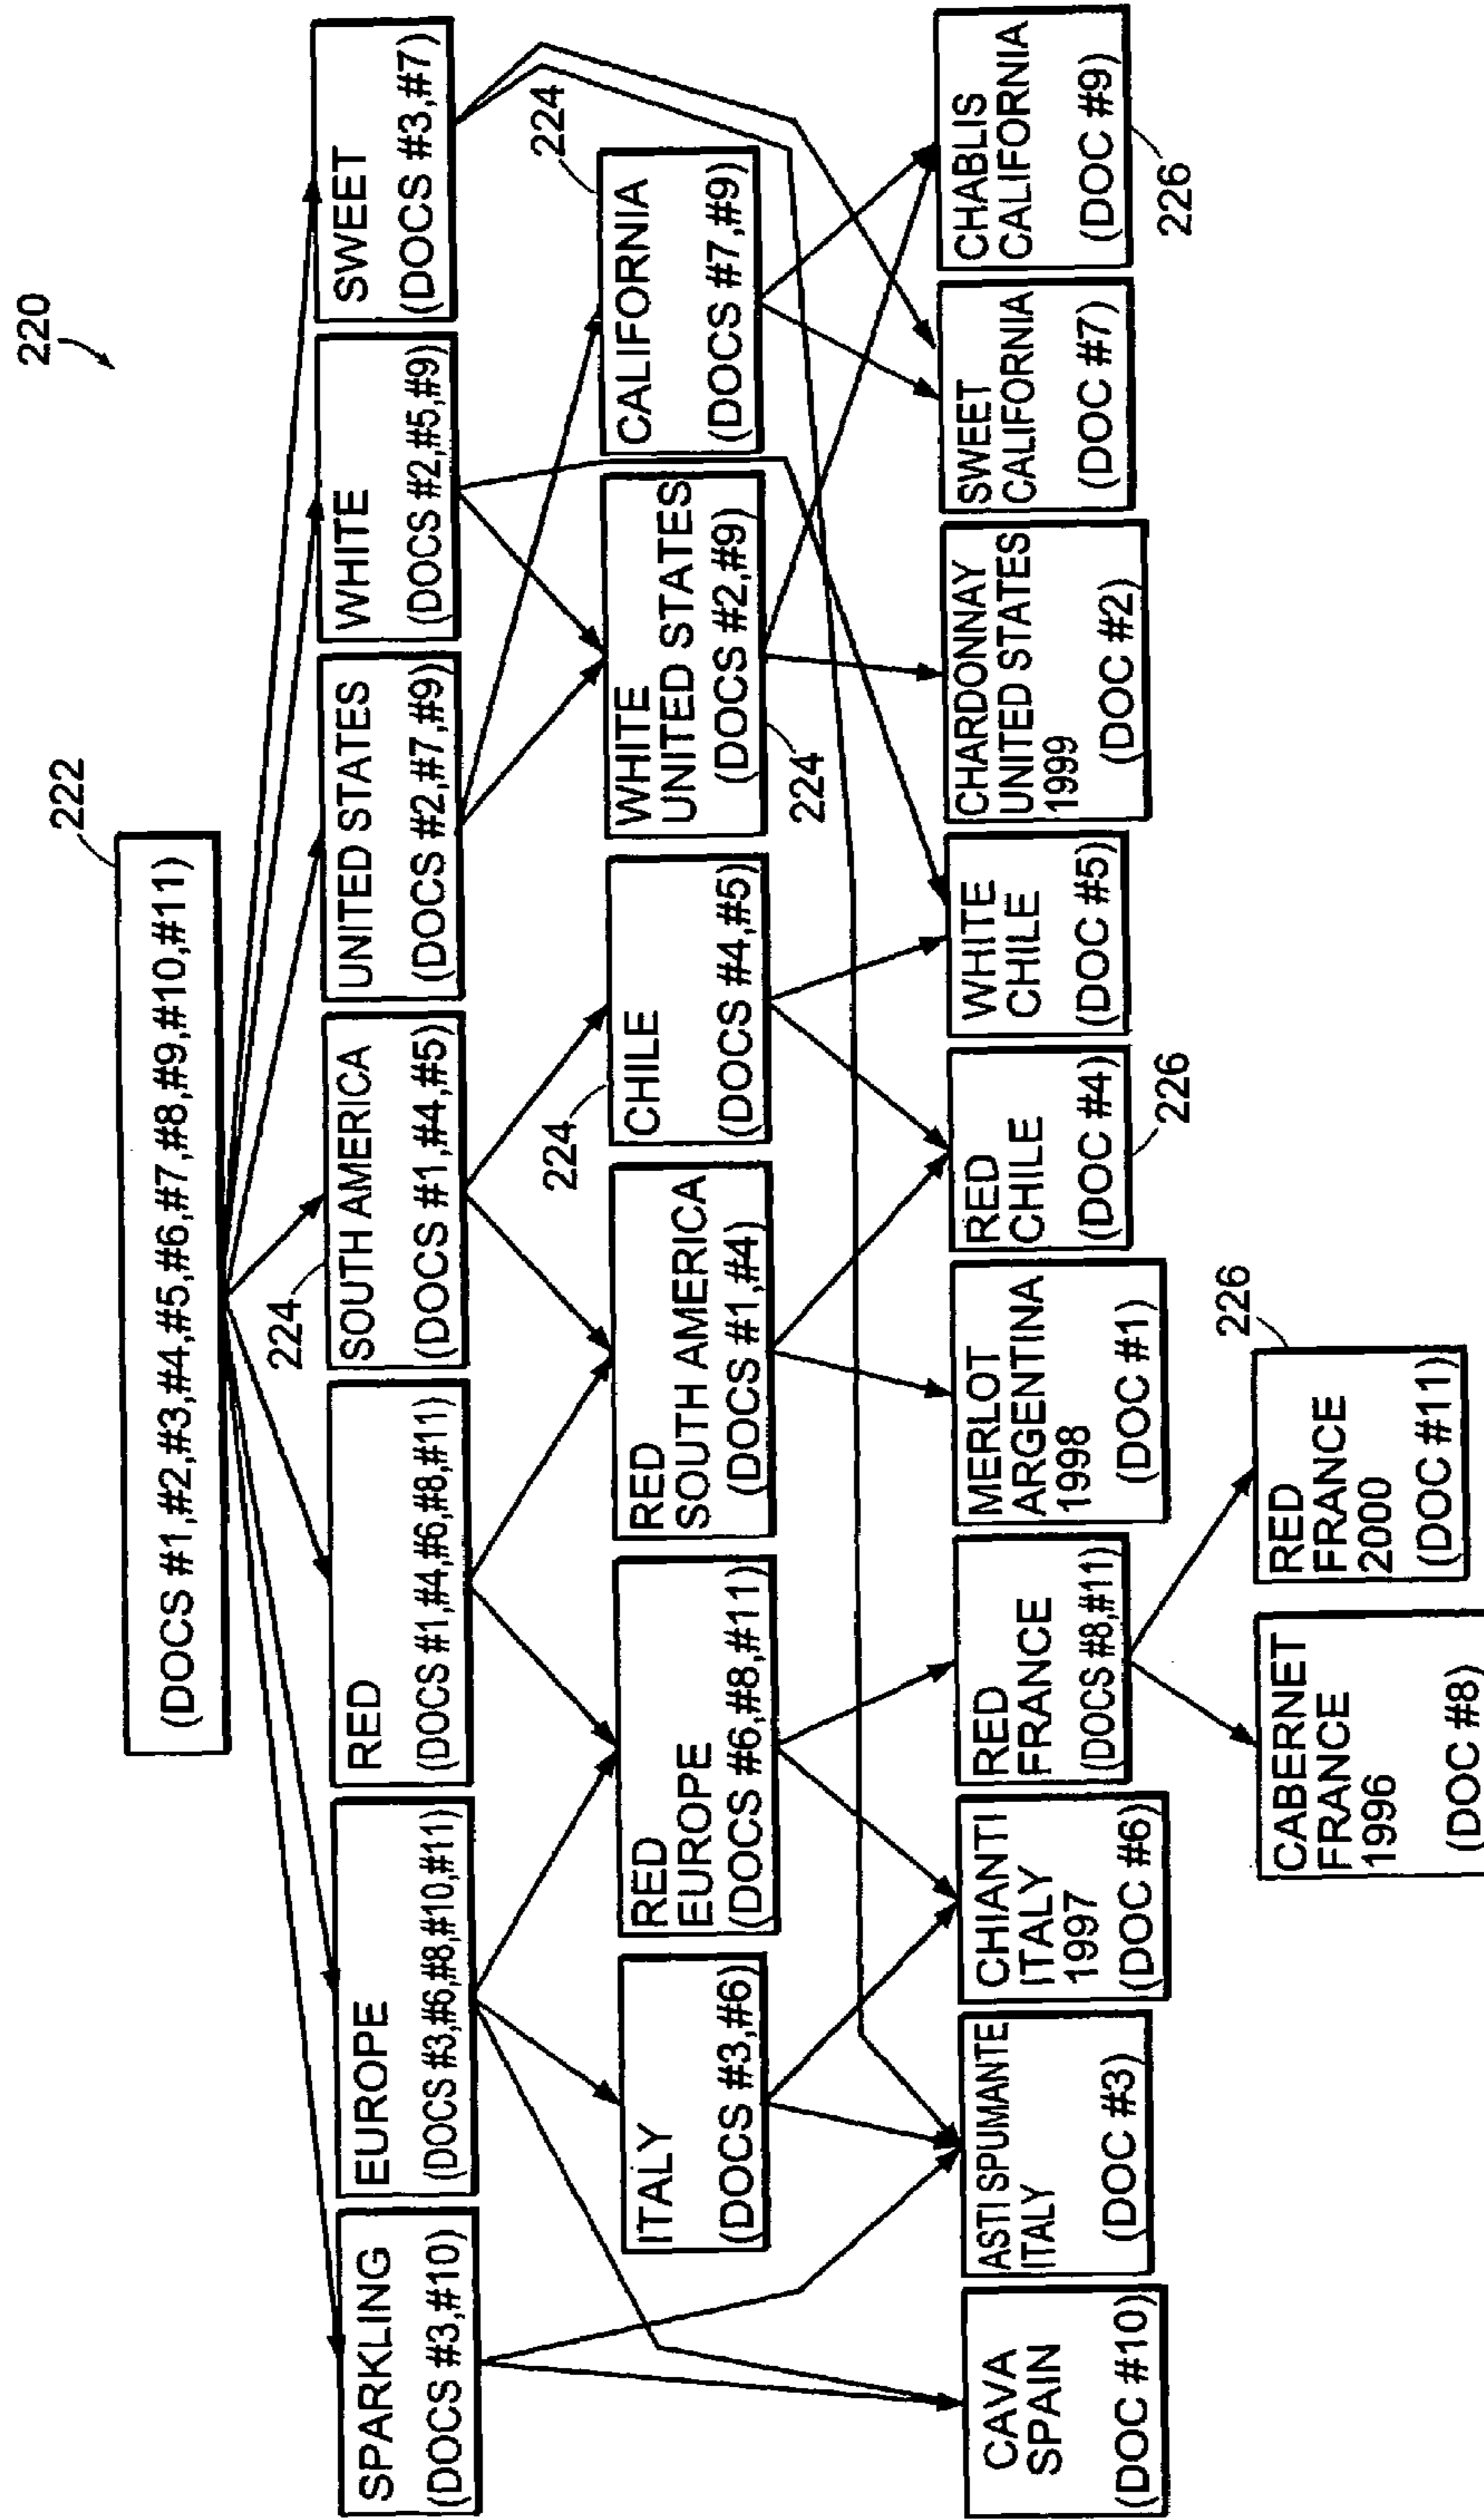 220
222
(DOCS #1,#2,#3,#4,#5,#6,#7,#8,#9,#10,#11)
SPARKLING
(DOCS #3,#10)
EUROPE
(DOCS #3,#6,#8,#10,#11)
RED
(DOCS #1,#4,#6,#8,#11)
224
SOUTH AMERICA
(DOCS #1,#4,#5)
UNITED STATES
(DOCS #2,#7,#9)
WHITE
(DOCS #2,#5,#9)
SWEET
(DOCS #3,#7)
ITALY
(DOCS #3,#6)
RED
EUROPE
(DOCS #6,#8,#11)
RED
SOUTH AMERICA
(DOCS #1,#4)
224
CHILE
(DOCS #4,#5)
WHITE
UNITED STATES
(DOCS #2,#9)
224
CALIFORNIA
(DOCS #7,#9)
224
CAVA
SPAIN
(DOC #10)
ASTI SPUMANTE
ITALY
(DOC #3)
CHIANTI
ITALY
1997
(DOC #6)
RED
FRANCE
(DOCS #8,#11)
MERLOT
ARGENTINA
1998
(DOC #1)
RED
CHILE
(DOC #4)
226
WHITE
CHILE
(DOC #5)
CHARDONNAY
UNITED STATES
1999
(DOC #2)
SWEET
CALIFORNIA
(DOC #7)
CHABLIS
CALIFORNIA
(DOC #9)
226
CABERNET
FRANCE
1996
(DOC #8)
RED
FRANCE
2000
(DOC #11)
226